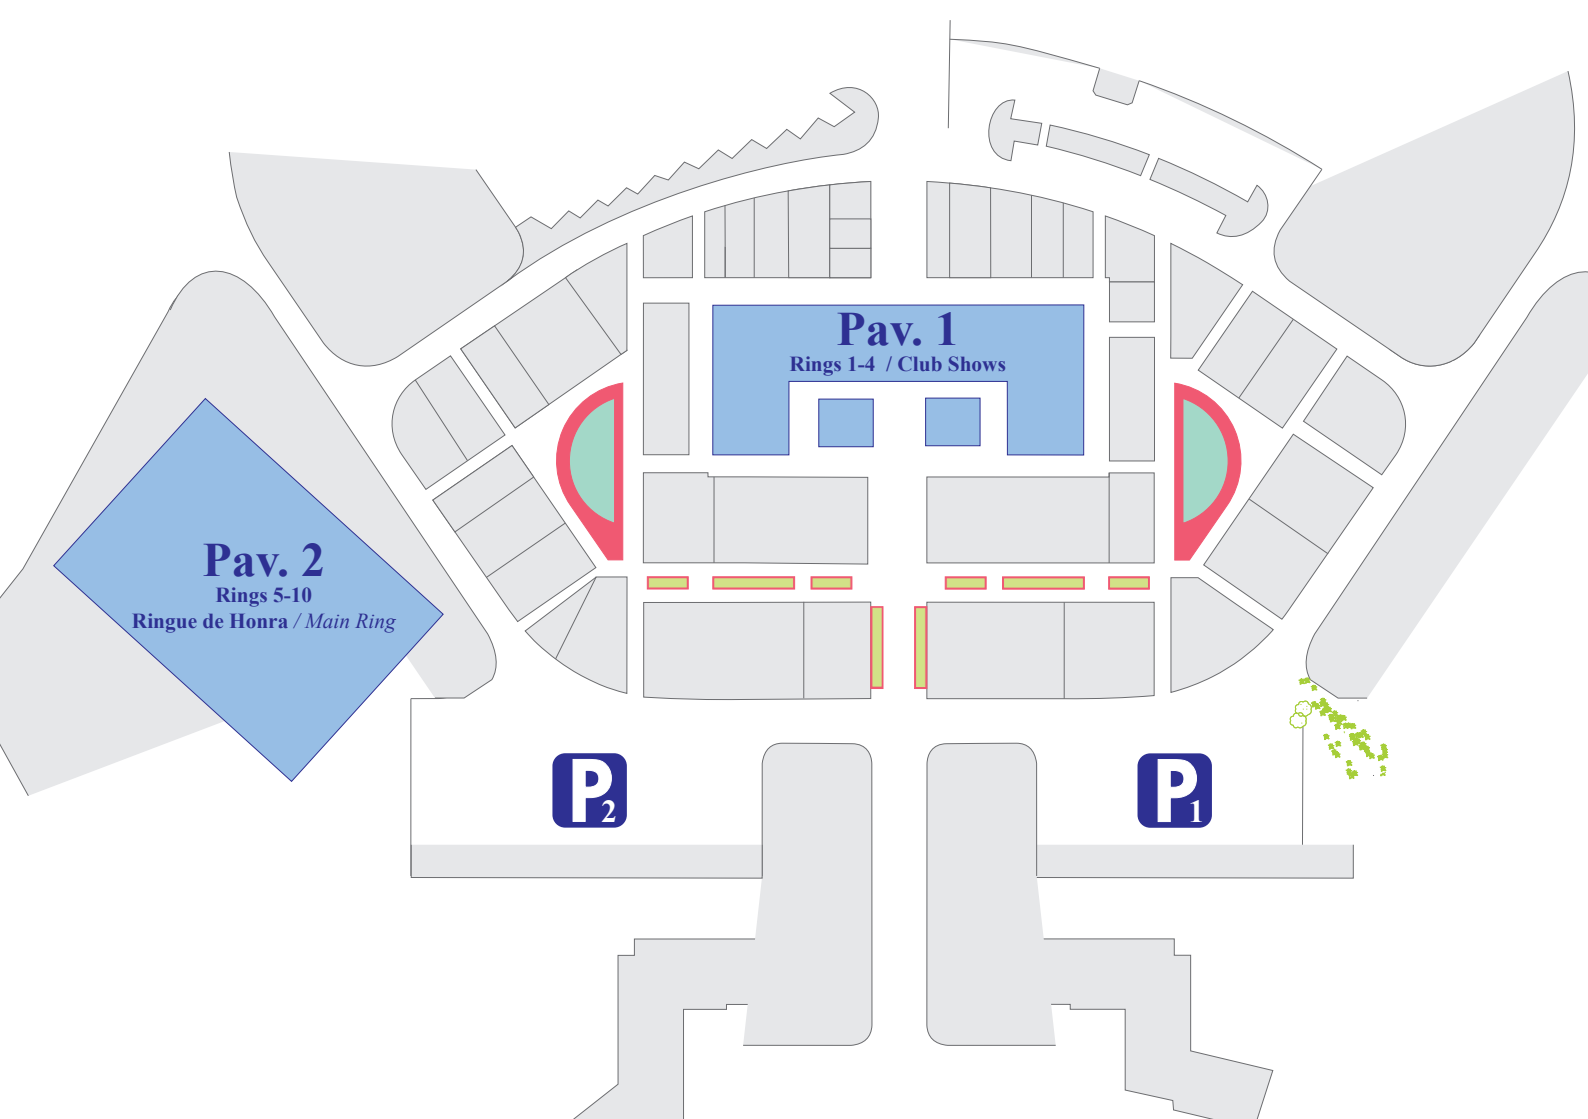 Pav. 1
Rings 1-4 / Club Shows
Pav. 2
Rings 5-10
Ringue de Honra / Main Ring
P2
P1